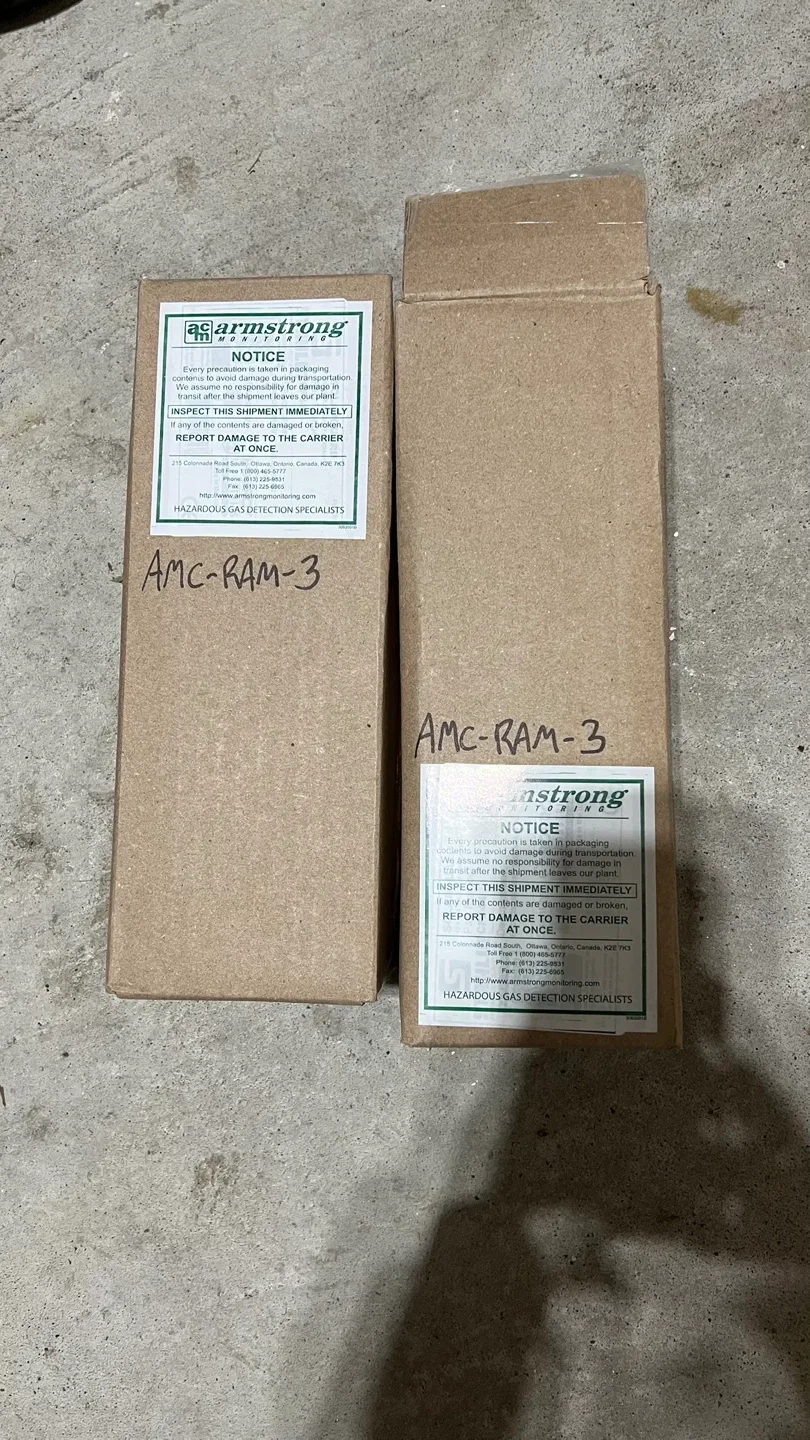 acm armstrong
MONITORING
NOTICE
Every precaution is taken in packaging
contents to avoid damage during transportation.
We assume no responsibility for damage in
transit after the shipment leaves our plant.
INSPECT THIS SHIPMENT IMMEDIATELY
If any of the contents are damaged or broken,
REPORT DAMAGE TO THE CARRIER
AT ONCE.
215 Colonnade Road South, Ottawa, Ontario, Canada, K2E 7K3
Toll Free 1 (800) 465-5777
Phone: (613) 225-9531
Fax: (613) 225-6965
http://www.armstrongmonitoring.com
HAZARDOUS GAS DETECTION SPECIALISTS
AMC-RAM-3
AMC-RAM-3
mstrong
MONITORING
NOTICE
Every precaution is taken in packaging
contents to avoid damage during transportation.
We assume no responsibility for damage in
transit after the shipment leaves our plant.
INSPECT THIS SHIPMENT IMMEDIATELY
If any of the contents are damaged or broken,
REPORT DAMAGE TO THE CARRIER
AT ONCE.
215 Colonnade Road South, Ottawa, Ontario, Canada, K2E 7K3
Toll Free 1 (800) 465-5777
Phone: (613) 225-9531
Fax: (613) 225-6965
http://www.armstrongmonitoring.com
HAZARDOUS GAS DETECTION SPECIALISTS